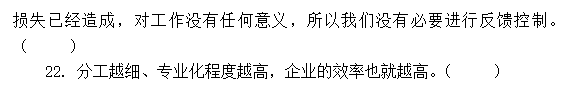 损失已经造成，对工作没有任何意义，所以我们没有必要进行反馈控制。
（　　）
22. 分工越细、专业化程度越高，企业的效率也就越高。（　　）